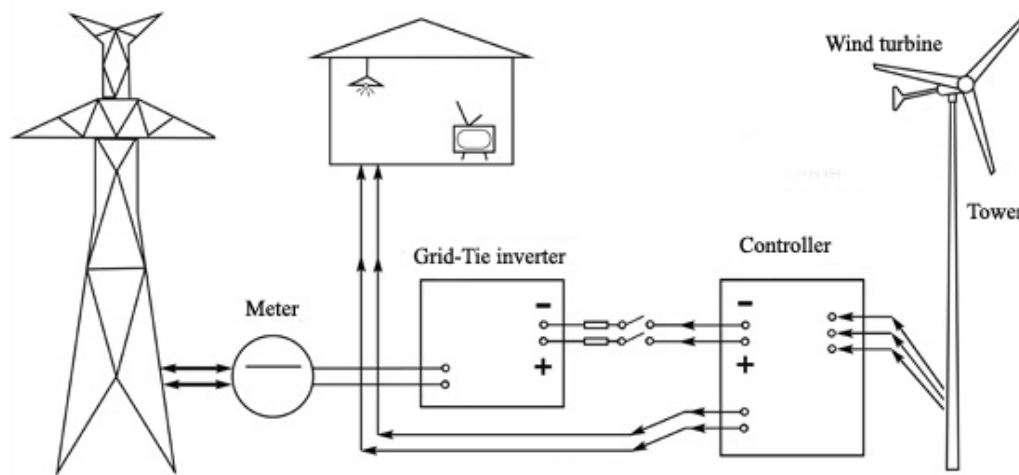 Wind turbine
Tower
Grid-Tie inverter
Controller
Meter
-
+
-
+